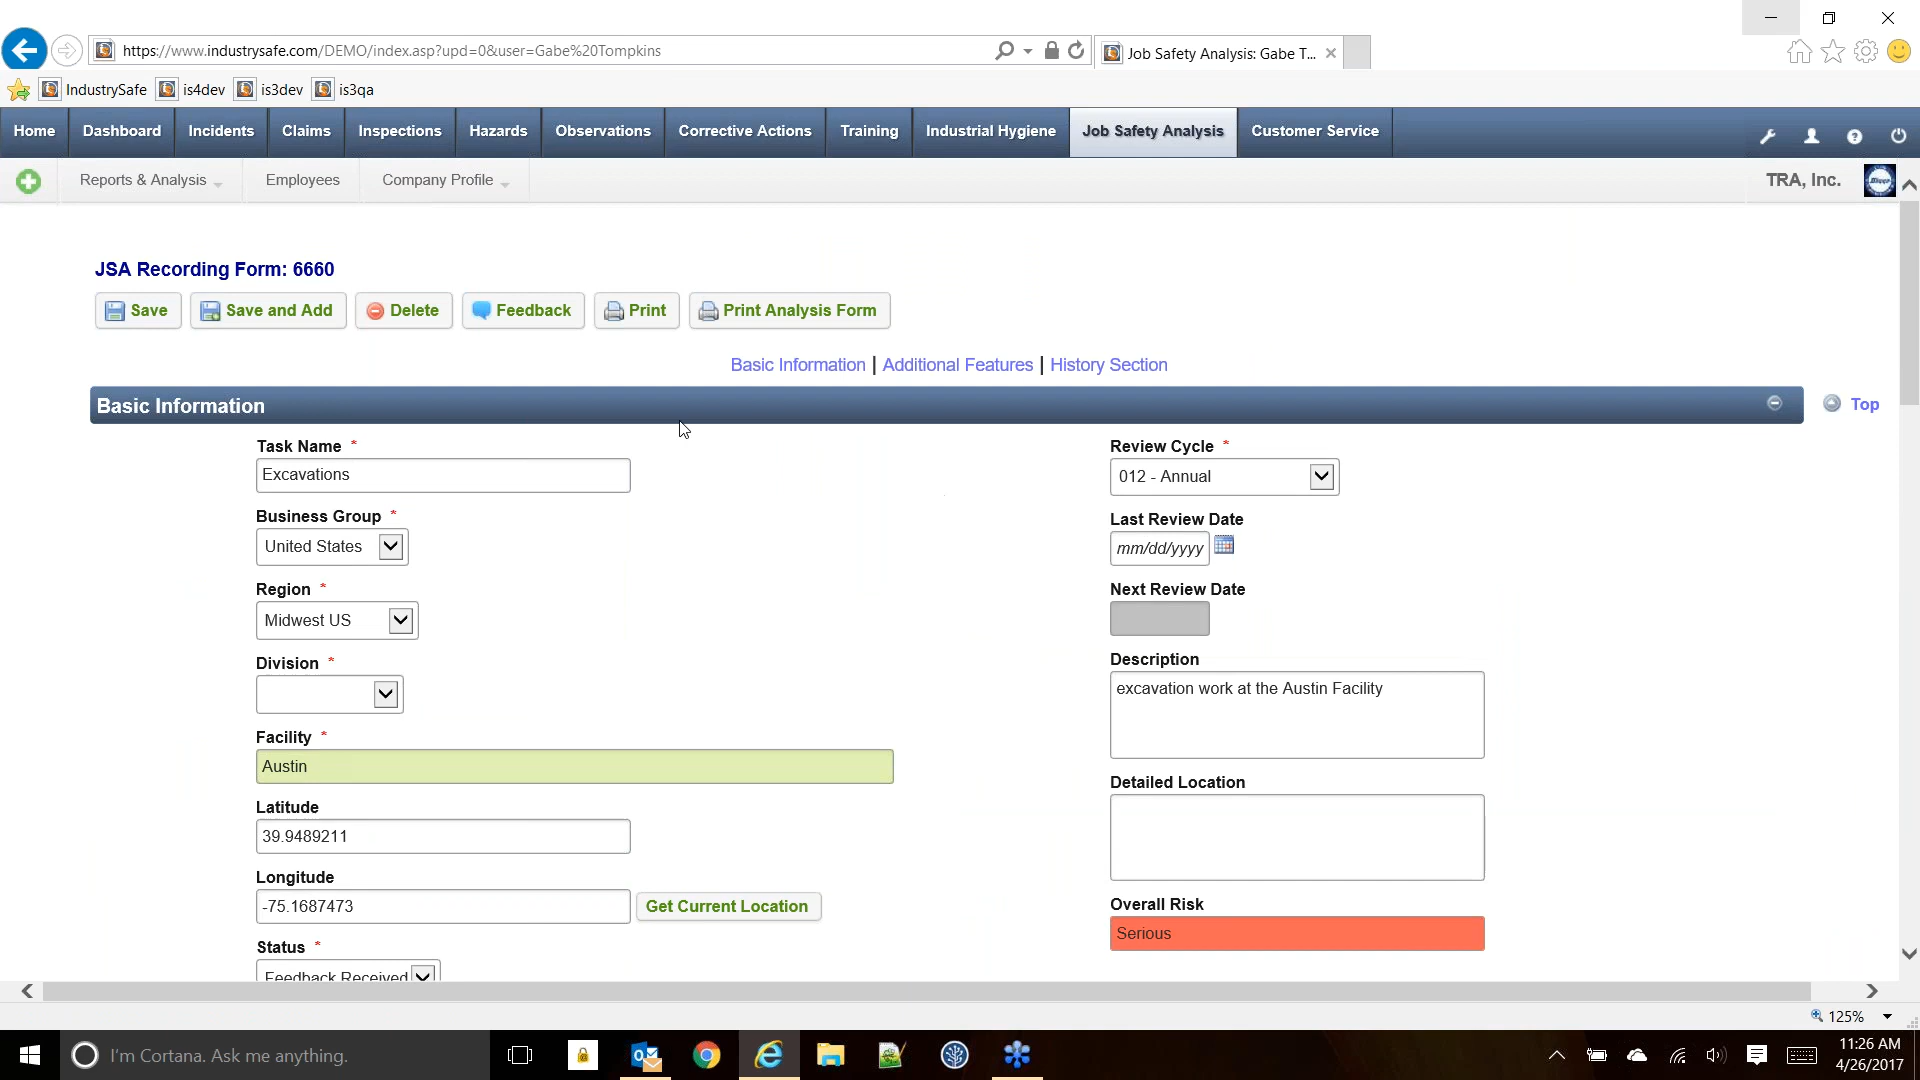 https://www.industrysafe.com/DEMO/index.asp?upd=0&user=Gabe%20Tompkins
Job Safety Analysis: Gabe T...
IndustrySafe is4dev is3dev is3qa
Home Dashboard Incidents Claims Inspections Hazards Observations Corrective Actions Training Industrial Hygiene Job Safety Analysis Customer Service
Reports & Analysis Employees Company Profile TRA, Inc.
JSA Recording Form: 6660
Save Save and Add Delete Feedback Print Print Analysis Form
Basic Information | Additional Features | History Section
Basic Information
Top
Task Name *
Excavations
Business Group *
United States
Region *
Midwest US
Division *
Facility *
Austin
Latitude
39.9489211
Longitude
-75.1687473
Get Current Location
Status *
Feedback Received
Review Cycle *
012 - Annual
Last Review Date
mm/dd/yyyy
Next Review Date
Description
excavation work at the Austin Facility
Detailed Location
Overall Risk
Serious
125%
I'm Cortana. Ask me anything.
11:26 AM
4/26/2017